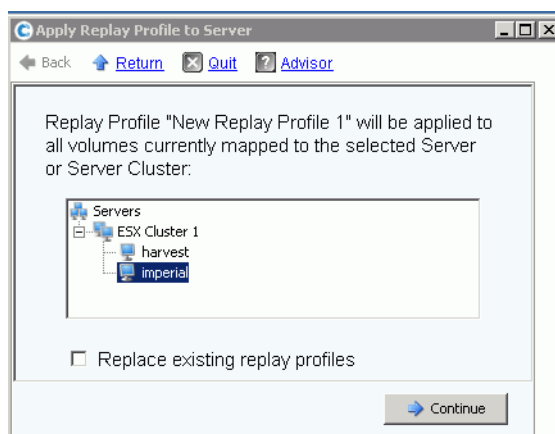 Apply Replay Profile to Server
Back Return Quit Advisor
Replay Profile "New Replay Profile 1" will be applied to
all volumes currently mapped to the selected Server
or Server Cluster:
Servers
ESX Cluster 1
harvest
imperial
Replace existing replay profiles
Continue